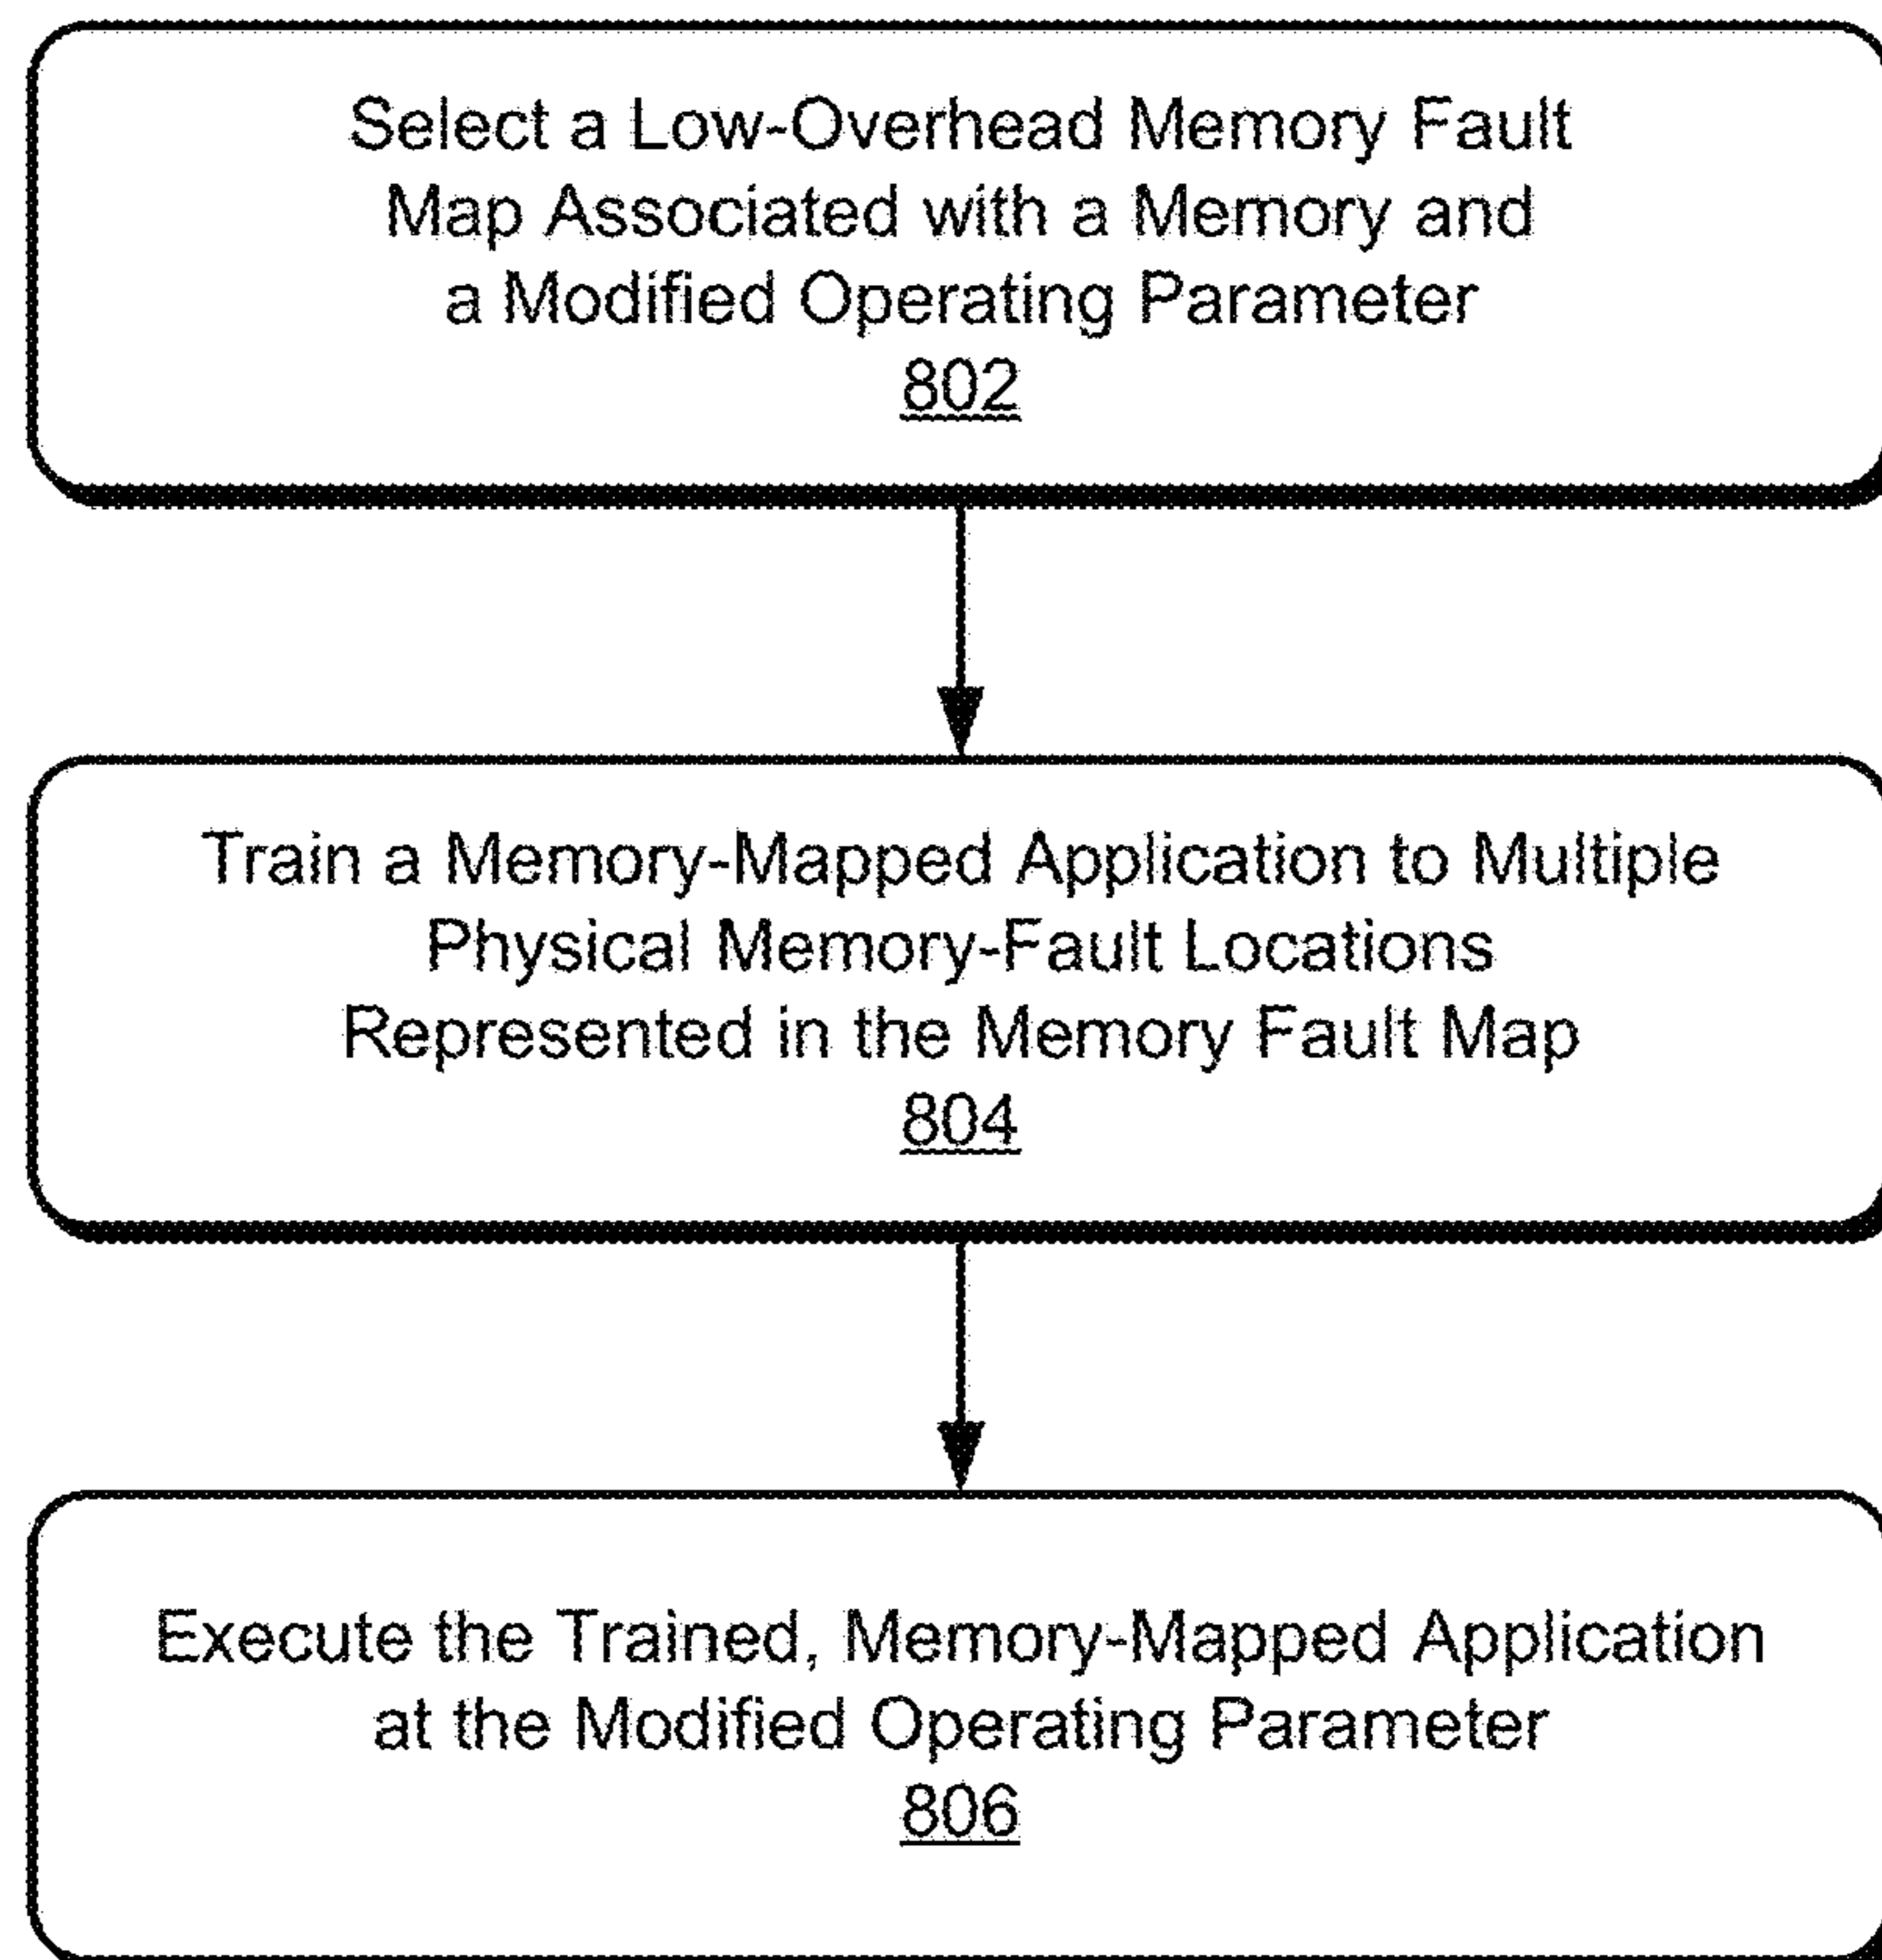 Select a Low-Overhead Memory Fault
Map Associated with a Memory and
a Modified Operating Parameter
802
Train a Memory-Mapped Application to Multiple
Physical Memory-Fault Locations
Represented in the Memory Fault Map
804
Execute the Trained, Memory-Mapped Application
at the Modified Operating Parameter
806